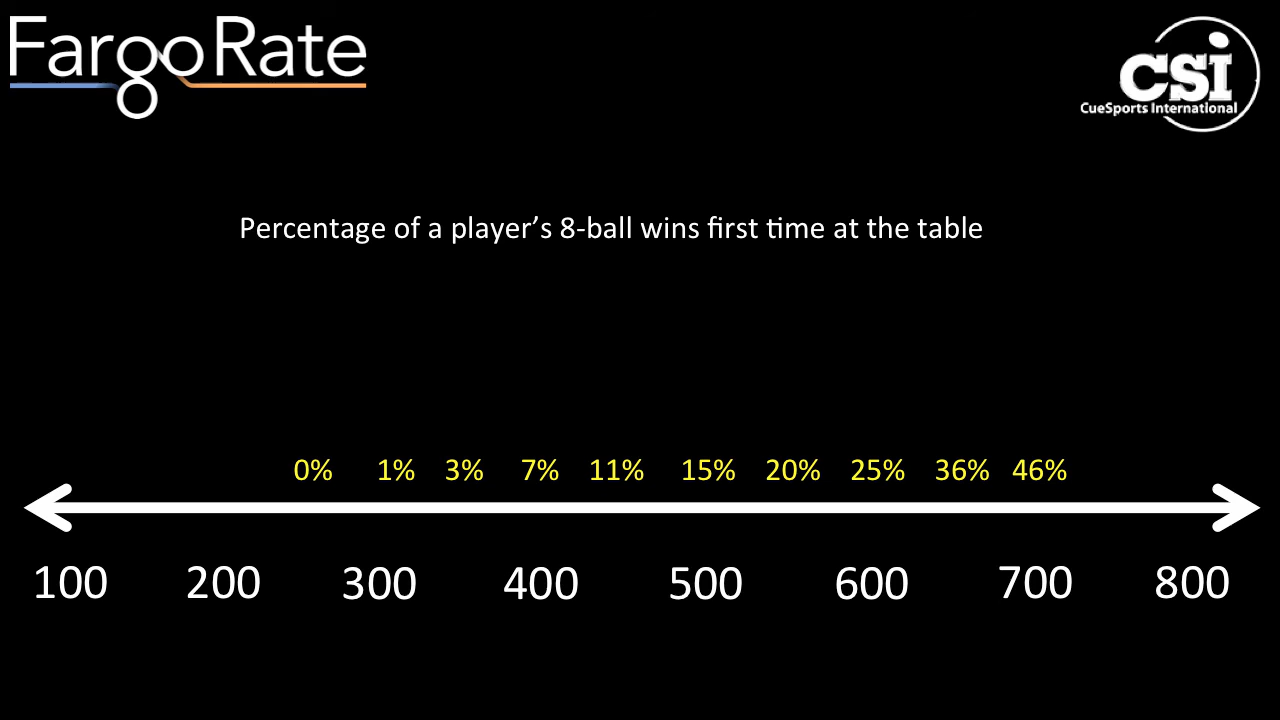 FargoRate
CSi
CueSports International
Percentage of a player’s 8-ball wins first time at the table
0% 1% 3% 7% 11% 15% 20% 25% 36% 46%
100 200 300 400 500 600 700 800